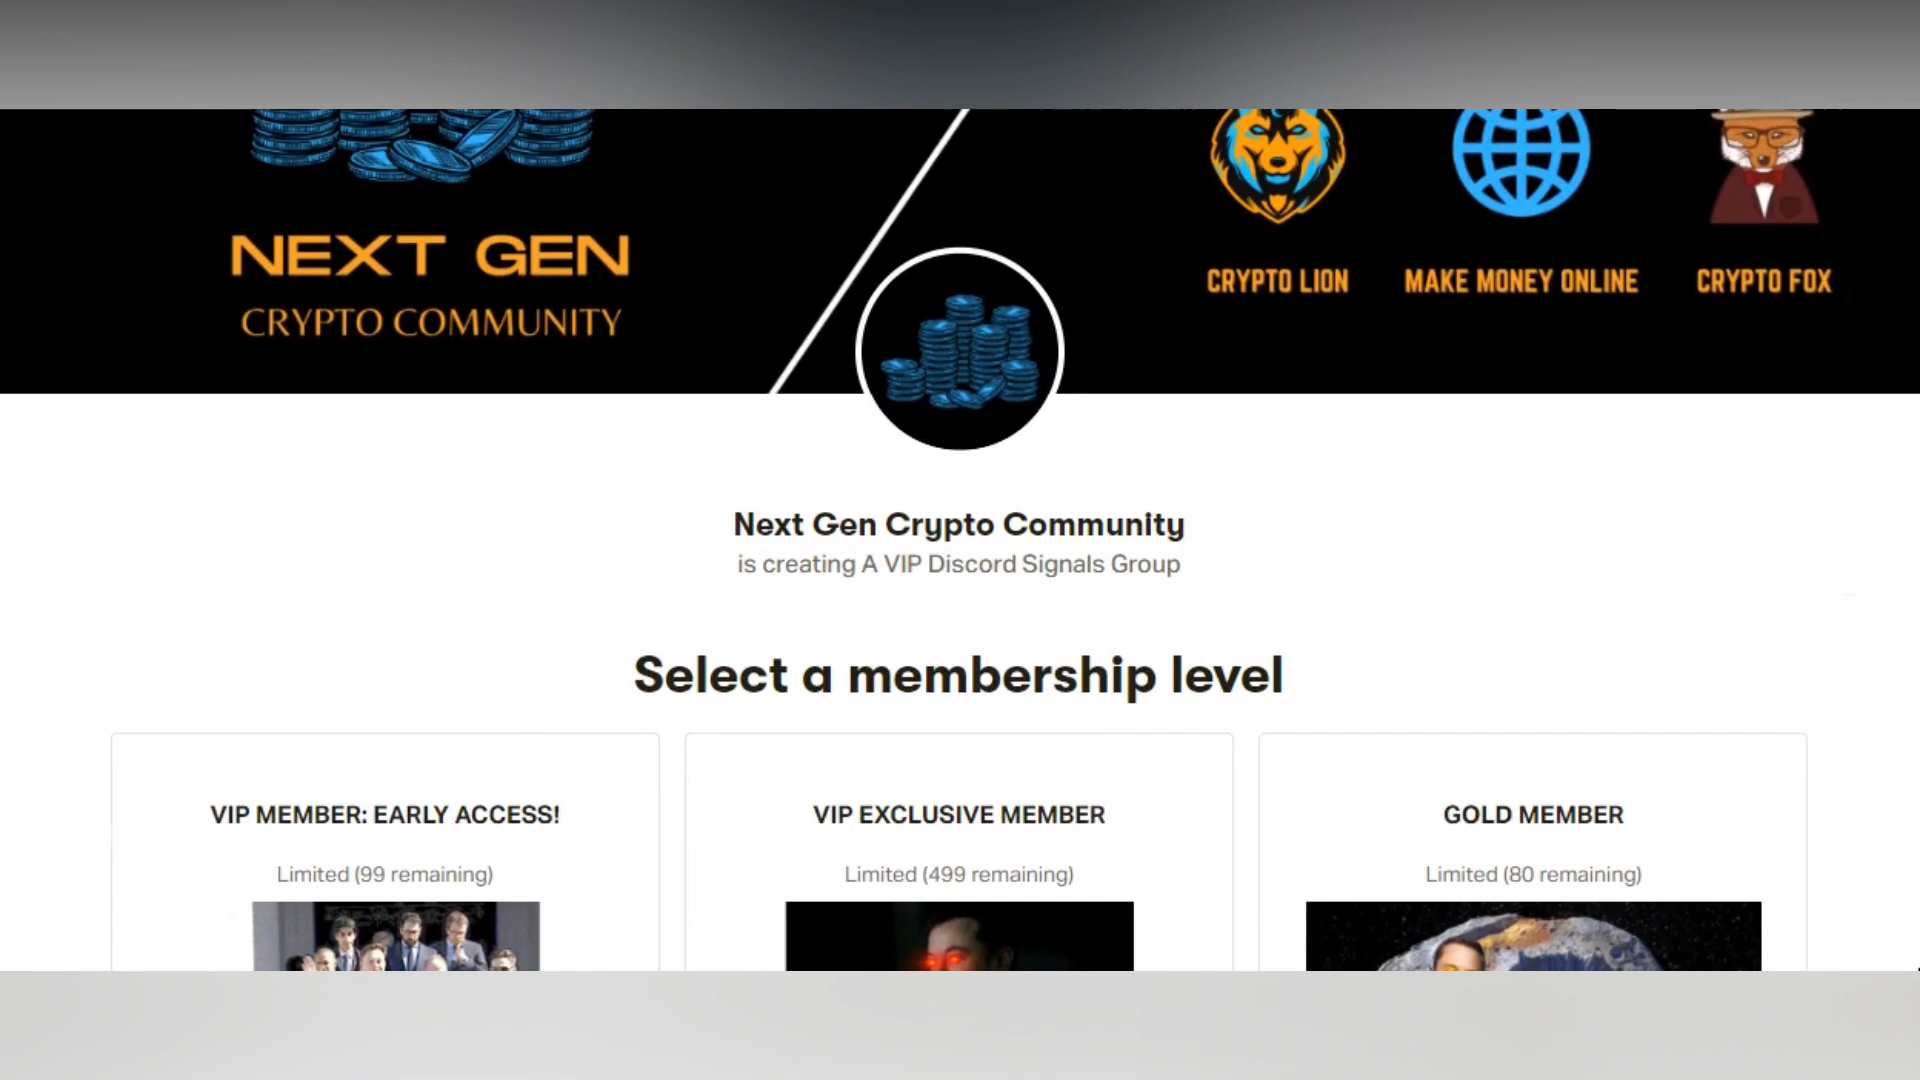 NEXT GEN
CRYPTO COMMUNITY
CRYPTO LION
MAKE MONEY ONLINE
CRYPTO FOX
Next Gen Crypto Community
is creating A VIP Discord Signals Group
Select a membership level
VIP MEMBER: EARLY ACCESS!
Limited (99 remaining)
VIP EXCLUSIVE MEMBER
Limited (499 remaining)
GOLD MEMBER
Limited (80 remaining)